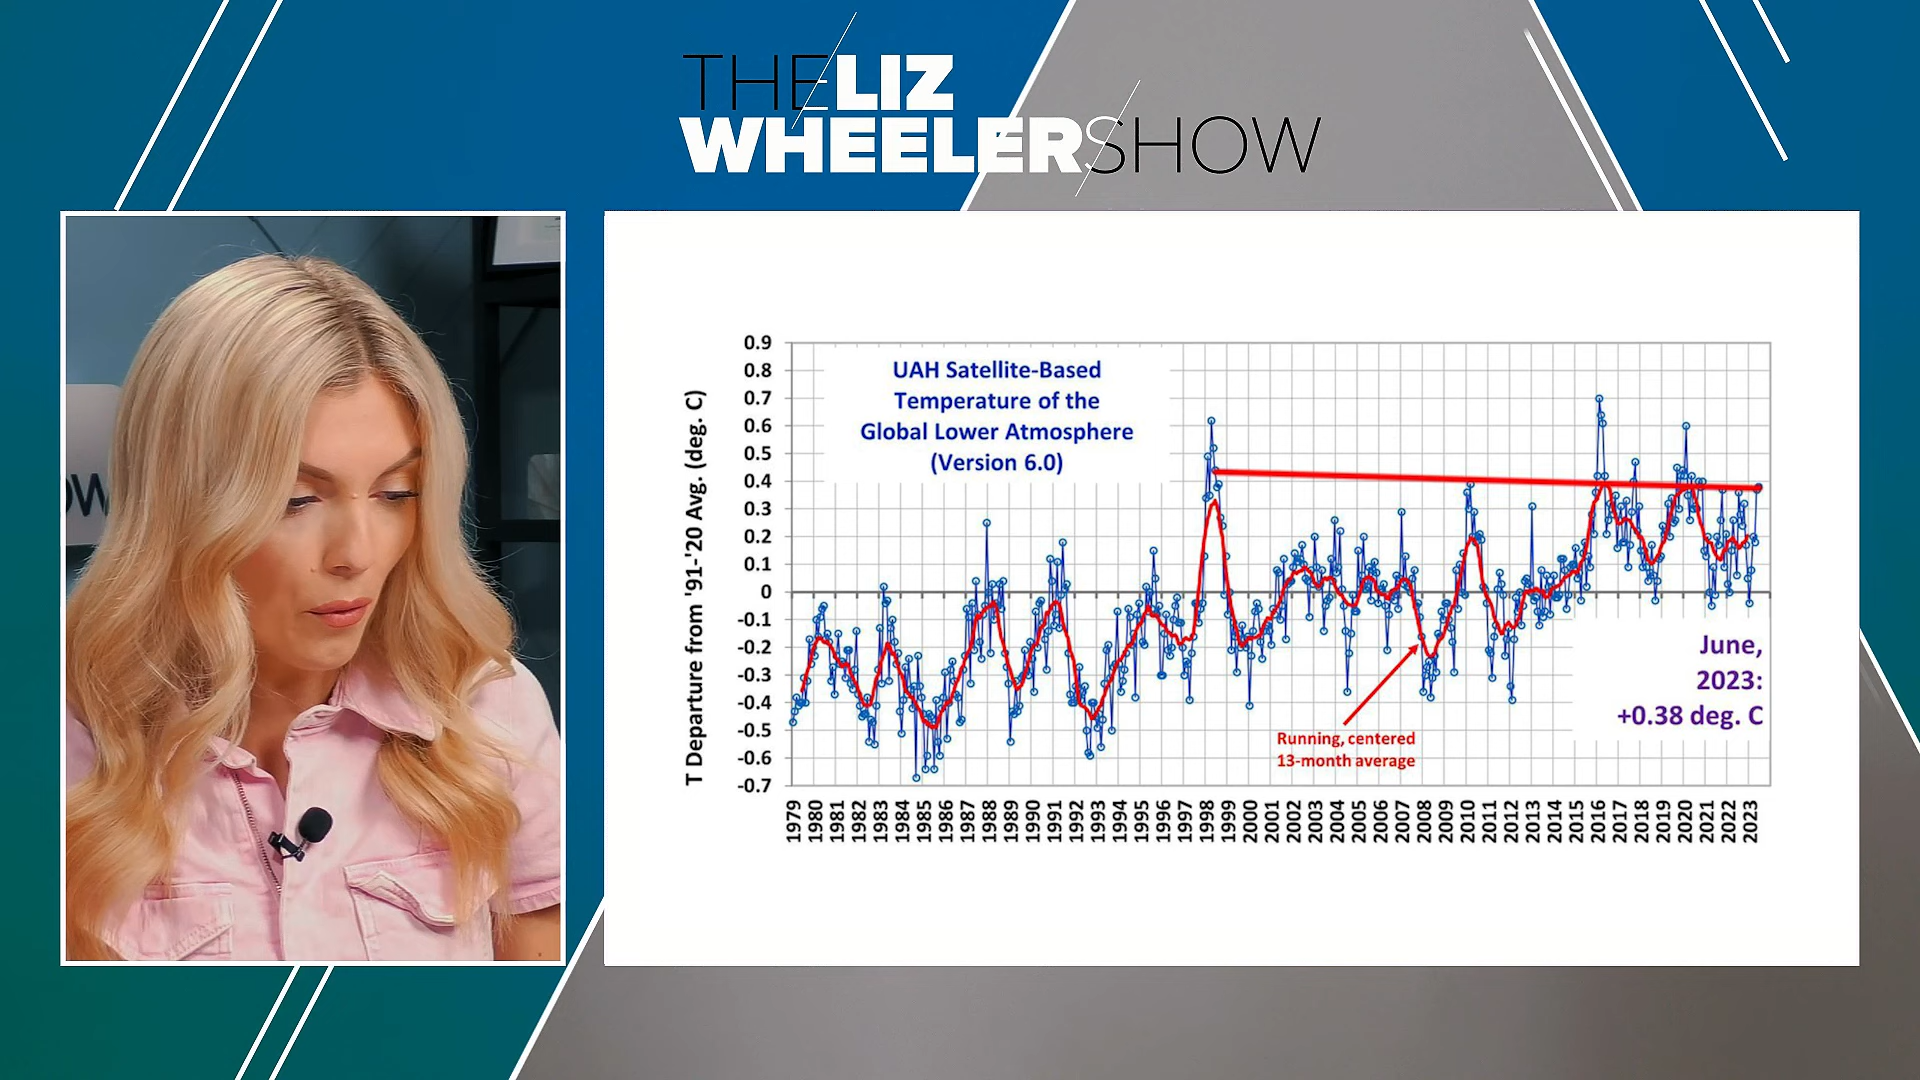 THE LIZ
WHEELER SHOW
OW
UAH Satellite-Based
Temperature of the
Global Lower Atmosphere
(Version 6.0)
T Departure from '91-'20 Avg. (deg. C)
0.9
0.8
0.7
0.6
0.5
0.4
0.3
0.2
0.1
0
-0.1
-0.2
-0.3
-0.4
-0.5
-0.6
-0.7
June,
2023:
+0.38 deg. C
Running, centered
13-month average
1979 1980 1981 1982 1983 1984 1985 1986 1987 1988 1989 1990 1991 1992 1993 1994 1995 1996 1997 1998 1999 2000 2001 2002 2003 2004 2005 2006 2007 2008 2009 2010 2011 2012 2013 2014 2015 2016 2017 2018 2019 2020 2021 2022 2023